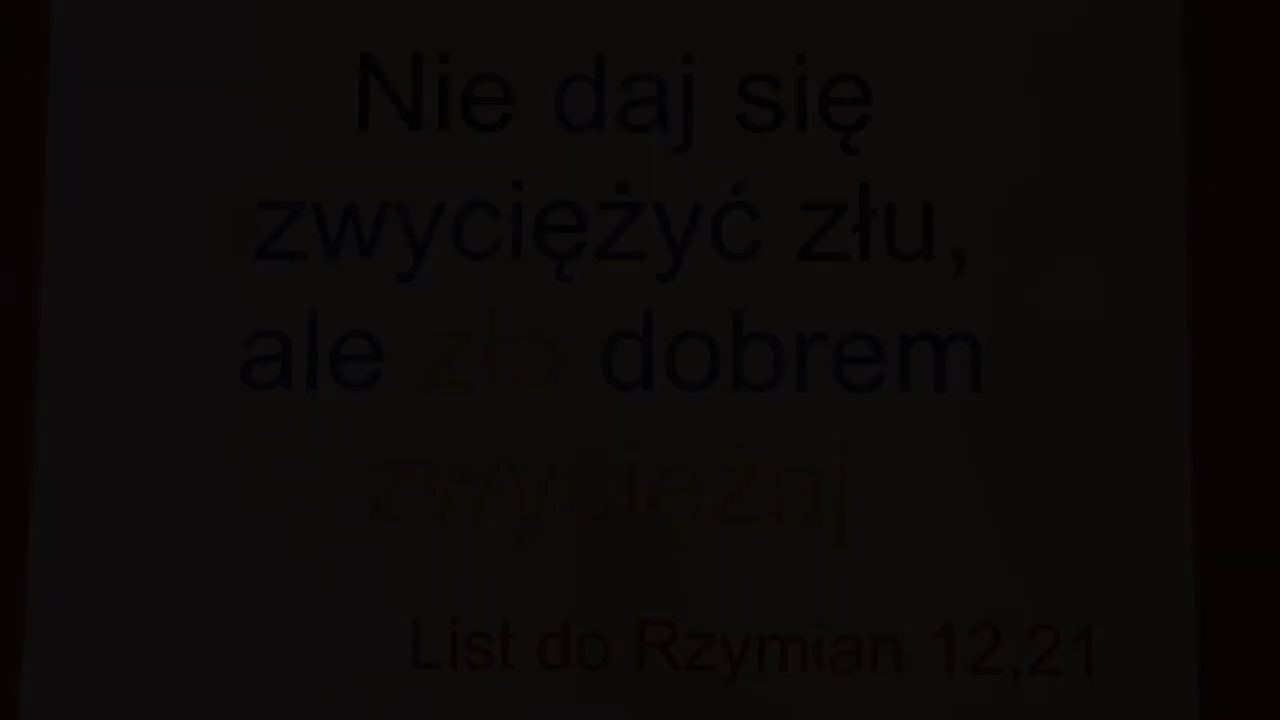 Nie daj się
zwyciężyć złu,
ale zło dobrem
zwyciężaj
List do Rzymian 12,21